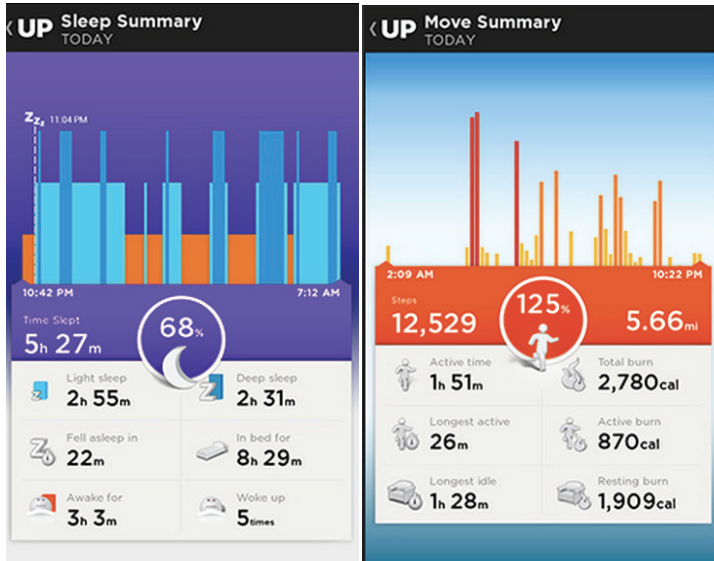 UP Sleep Summary
TODAY
Zzz 11:04 PM
10:42 PM 7:12 AM
Time Slept
5h 27m
68%
Light sleep
2h 55m
Deep sleep
2h 31m
Fell asleep in
22m
In bed for
8h 29m
Awake for
3h 3m
Woke up
5times
UP Move Summary
TODAY
2:09 AM 10:22 PM
Steps
12,529
125%
5.66mi
Active time
1h 51m
Total burn
2,780cal
Longest active
26m
Active burn
870cal
Longest idle
1h 28m
Resting burn
1,909cal